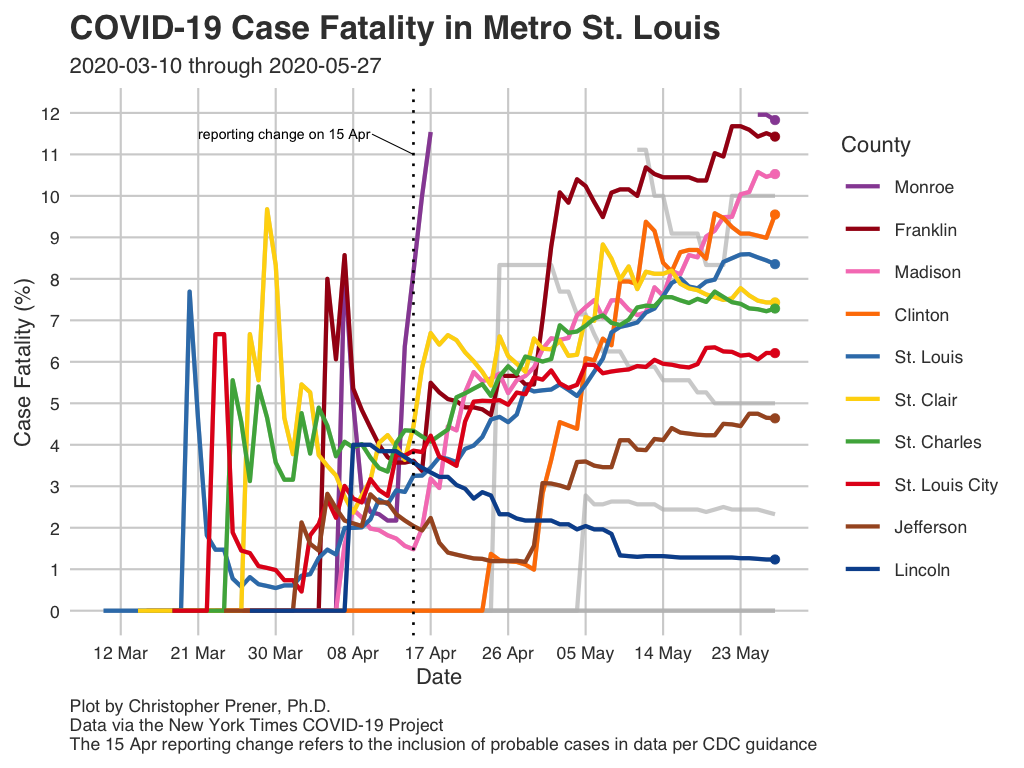 COVID-19 Case Fatality in Metro St. Louis
2020-03-10 through 2020-05-27
12
11
10
9
8
7
6
5
4
3
2
1
0
Case Fatality (%)
reporting change on 15 Apr
12 Mar 21 Mar 30 Mar 08 Apr 17 Apr 26 Apr 05 May 14 May 23 May
Date
County
Monroe
Franklin
Madison
Clinton
St. Louis
St. Clair
St. Charles
St. Louis City
Jefferson
Lincoln
Plot by Christopher Prener, Ph.D.
Data via the New York Times COVID-19 Project
The 15 Apr reporting change refers to the inclusion of probable cases in data per CDC guidance